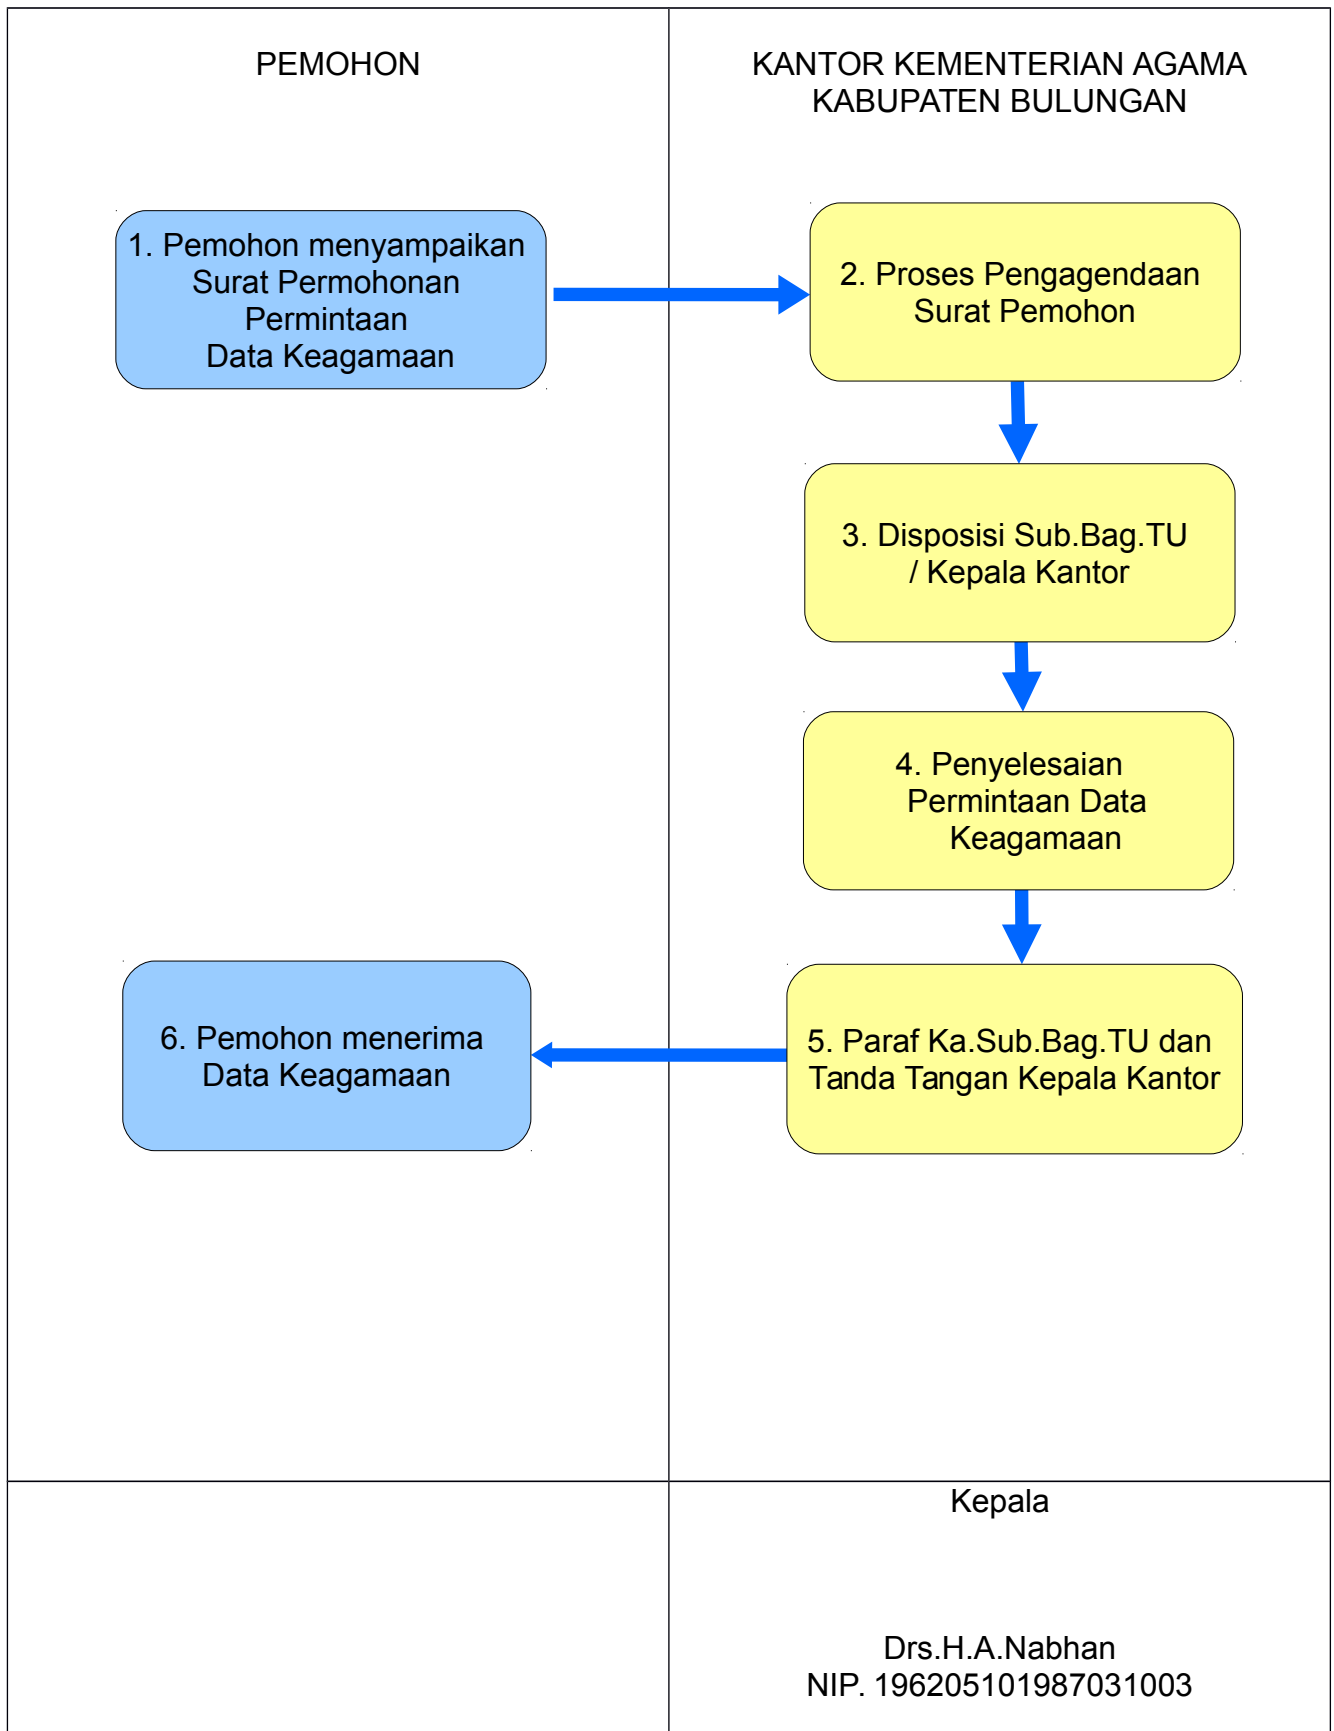 PEMOHON
KANTOR KEMENTERIAN AGAMA
KABUPATEN BULUNGAN
1. Pemohon menyampaikan
Surat Permohonan
Permintaan
Data Keagamaan
2. Proses Pengagendaan
Surat Pemohon
3. Disposisi Sub.Bag.TU
/ Kepala Kantor
4. Penyelesaian
Permintaan Data
Keagamaan
5. Paraf Ka.Sub.Bag.TU dan
Tanda Tangan Kepala Kantor
6. Pemohon menerima
Data Keagamaan
Kepala
Drs.H.A.Nabhan
NIP. 196205101987031003